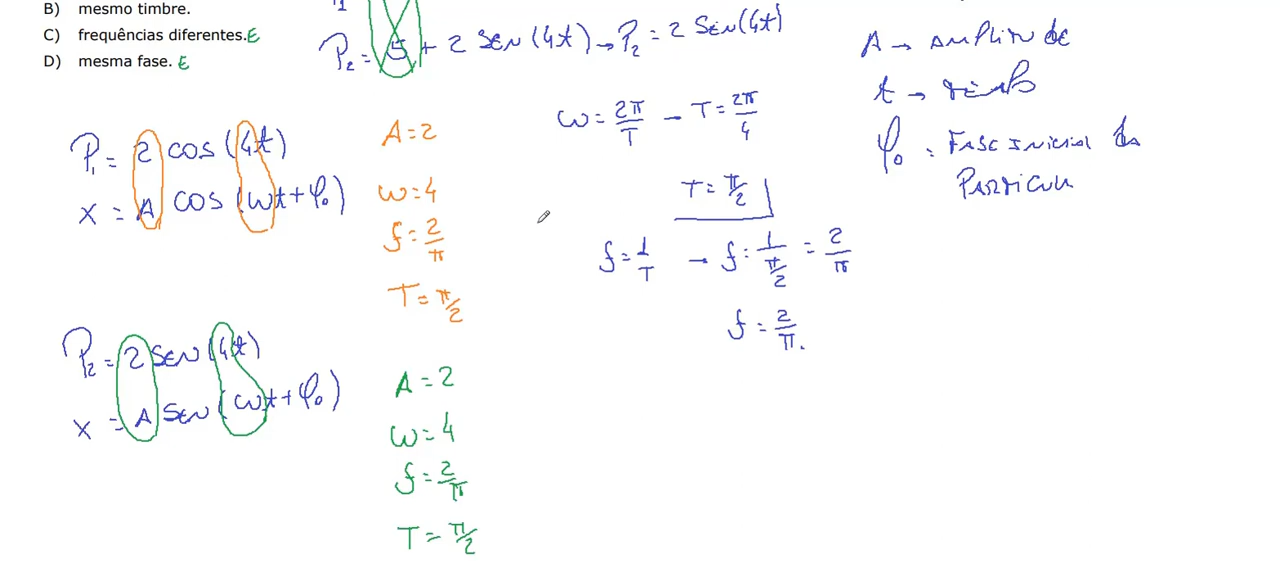 B) mesmo timbre.
C) frequências diferentes. E
D) mesma fase. E
P₂ = 5 + 2 SEN (4t) → P₂ = 2 SEN(4t)
A → AMPLITUDE
t → TEMPO
φ₀ : FASE INICIAL DA
ω = 2π/T → T = 2π/4
T = π/2
f = 1/T → f = 1/(π/2) = 2/π
f = 2/π.
P₁ = 2 cos (4t)
x = A cos (ωt + φ₀)
A = 2
ω = 4
f = 2/π
T = π/2
P₂ = 2 SEN (4t)
x = A SEN (ωt + φ₀)
A = 2
ω = 4
f = 2/π
T = π/2